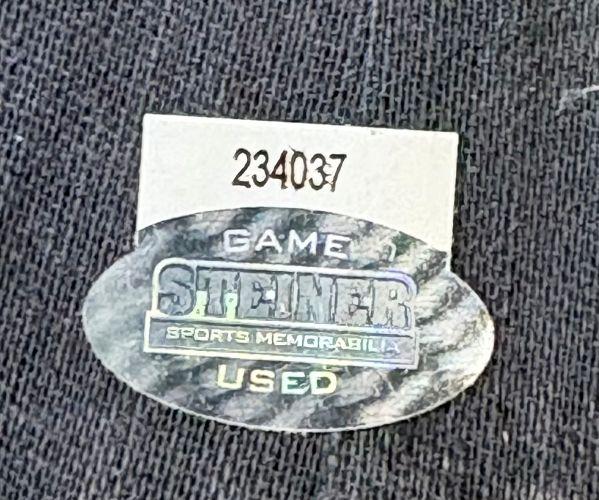 234037
GAME
STEINER
SPORTS MEMORABILIA
USED